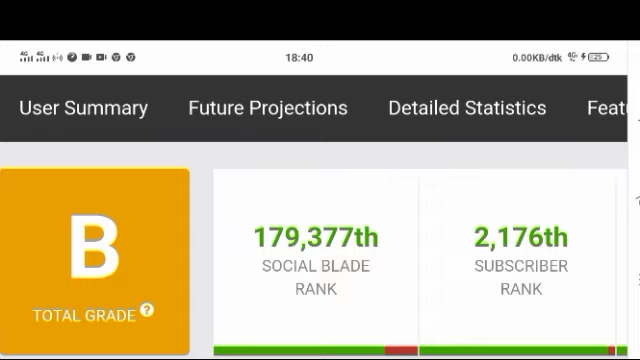 18:40
0.00KB/dtk
User Summary
Future Projections
Detailed Statistics
Featu
B
TOTAL GRADE ?
179,377th
SOCIAL BLADE
RANK
2,176th
SUBSCRIBER
RANK